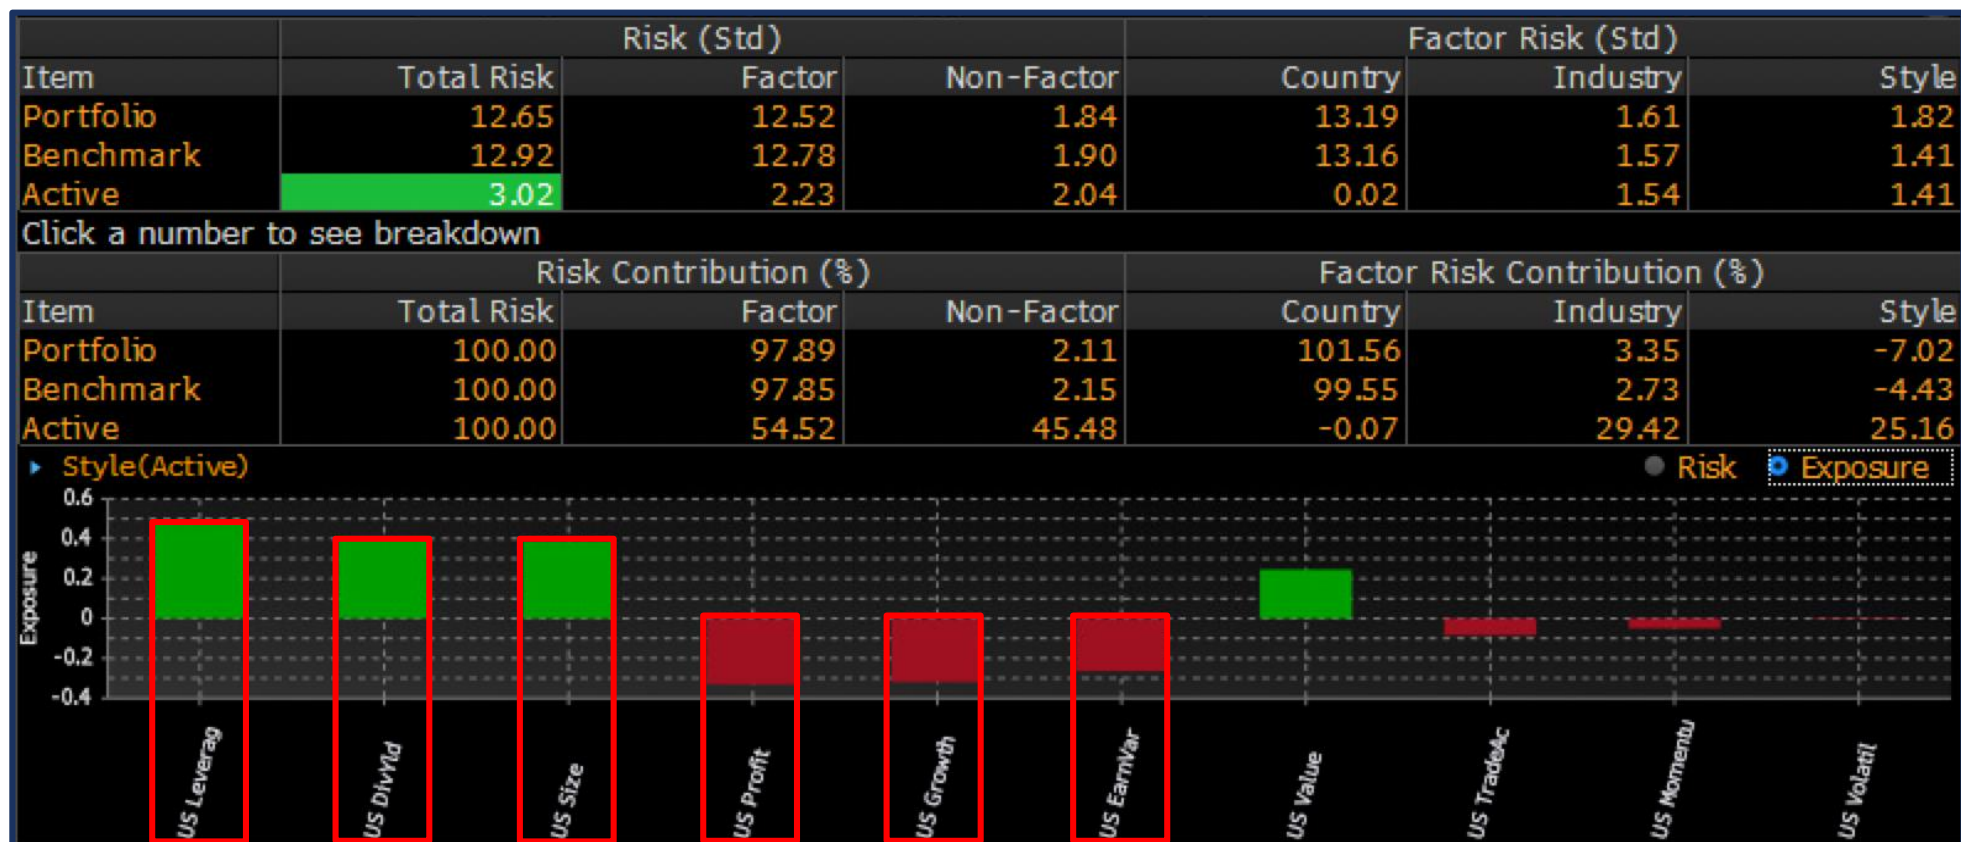 Risk (Std) Factor Risk (Std)
Item Total Risk Factor Non-Factor Country Industry Style
Portfolio 12.65 12.52 1.84 13.19 1.61 1.82
Benchmark 12.92 12.78 1.90 13.16 1.57 1.41
Active 3.02 2.23 2.04 0.02 1.54 1.41
Click a number to see breakdown
Risk Contribution (%) Factor Risk Contribution (%)
Item Total Risk Factor Non-Factor Country Industry Style
Portfolio 100.00 97.89 2.11 101.56 3.35 -7.02
Benchmark 100.00 97.85 2.15 99.55 2.73 -4.43
Active 100.00 54.52 45.48 -0.07 29.42 25.16
Style(Active) Risk Exposure
Exposure
0.6
0.4
0.2
0
-0.2
-0.4
US Leverag
US DivYld
US Size
US Profit
US Growth
US EarnVar
US Value
US TradeAc
US Momentu
US Volatil